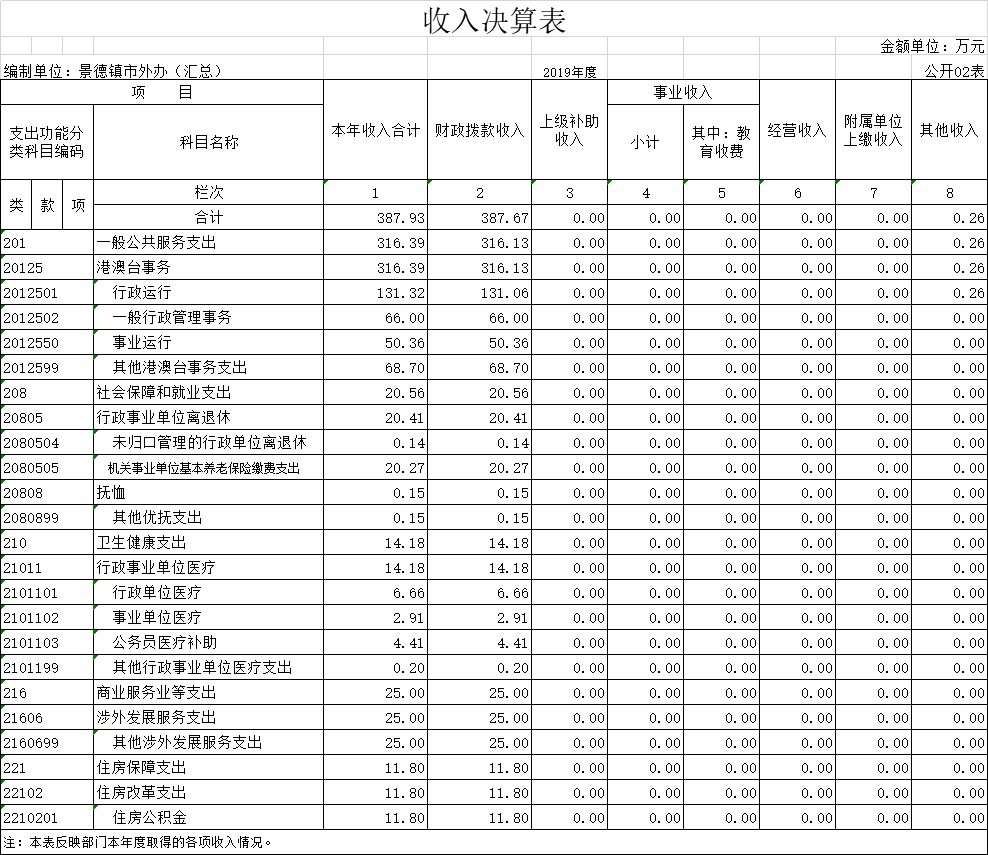 收入决算表
金额单位：万元
编制单位：景德镇市外办（汇总） 2019年度 公开02表
项 目 本年收入合计 财政拨款收入 上级补助收入 事业收入 经营收入 附属单位上缴收入 其他收入
支出功能分类科目编码 科目名称 小计 其中：教育收费
类 款 项 栏次 1 2 3 4 5 6 7 8
合计 387.93 387.67 0.00 0.00 0.00 0.00 0.00 0.26
201 一般公共服务支出 316.39 316.13 0.00 0.00 0.00 0.00 0.00 0.26
20125 港澳台事务 316.39 316.13 0.00 0.00 0.00 0.00 0.00 0.26
2012501 行政运行 131.32 131.06 0.00 0.00 0.00 0.00 0.00 0.26
2012502 一般行政管理事务 66.00 66.00 0.00 0.00 0.00 0.00 0.00 0.00
2012550 事业运行 50.36 50.36 0.00 0.00 0.00 0.00 0.00 0.00
2012599 其他港澳台事务支出 68.70 68.70 0.00 0.00 0.00 0.00 0.00 0.00
208 社会保障和就业支出 20.56 20.56 0.00 0.00 0.00 0.00 0.00 0.00
20805 行政事业单位离退休 20.41 20.41 0.00 0.00 0.00 0.00 0.00 0.00
2080504 未归口管理的行政单位离退休 0.14 0.14 0.00 0.00 0.00 0.00 0.00 0.00
2080505 机关事业单位基本养老保险缴费支出 20.27 20.27 0.00 0.00 0.00 0.00 0.00 0.00
20808 抚恤 0.15 0.15 0.00 0.00 0.00 0.00 0.00 0.00
2080899 其他优抚支出 0.15 0.15 0.00 0.00 0.00 0.00 0.00 0.00
210 卫生健康支出 14.18 14.18 0.00 0.00 0.00 0.00 0.00 0.00
21011 行政事业单位医疗 14.18 14.18 0.00 0.00 0.00 0.00 0.00 0.00
2101101 行政单位医疗 6.66 6.66 0.00 0.00 0.00 0.00 0.00 0.00
2101102 事业单位医疗 2.91 2.91 0.00 0.00 0.00 0.00 0.00 0.00
2101103 公务员医疗补助 4.41 4.41 0.00 0.00 0.00 0.00 0.00 0.00
2101199 其他行政事业单位医疗支出 0.20 0.20 0.00 0.00 0.00 0.00 0.00 0.00
216 商业服务业等支出 25.00 25.00 0.00 0.00 0.00 0.00 0.00 0.00
21606 涉外发展服务支出 25.00 25.00 0.00 0.00 0.00 0.00 0.00 0.00
2160699 其他涉外发展服务支出 25.00 25.00 0.00 0.00 0.00 0.00 0.00 0.00
221 住房保障支出 11.80 11.80 0.00 0.00 0.00 0.00 0.00 0.00
22102 住房改革支出 11.80 11.80 0.00 0.00 0.00 0.00 0.00 0.00
2210201 住房公积金 11.80 11.80 0.00 0.00 0.00 0.00 0.00 0.00
注：本表反映部门本年度取得的各项收入情况。